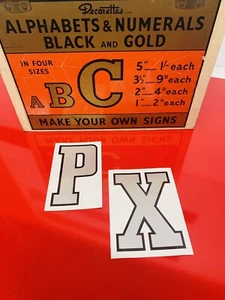 Decorettes
ALPHABETS & NUMERALS
BLACK AND GOLD
IN FOUR
SIZES
A B C
5" 1/- each
3½" 9ᴰ each
2" 4ᴰ each
1" 2ᴰ each
MAKE YOUR OWN SIGNS
P
X